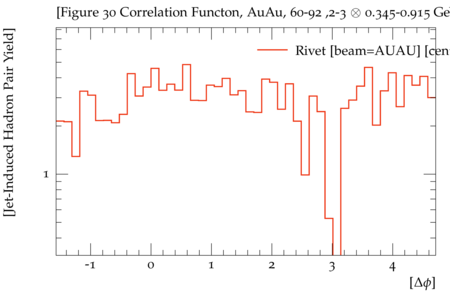 [Figure 30 Correlation Functon, AuAu, 60-92 ,2-3 ⊗ 0.345-0.915 Ge
Rivet [beam=AUAU] [cen
[Jet-Induced Hadron Pair Yield]
1
-1 0 1 2 3 4
[Δϕ]